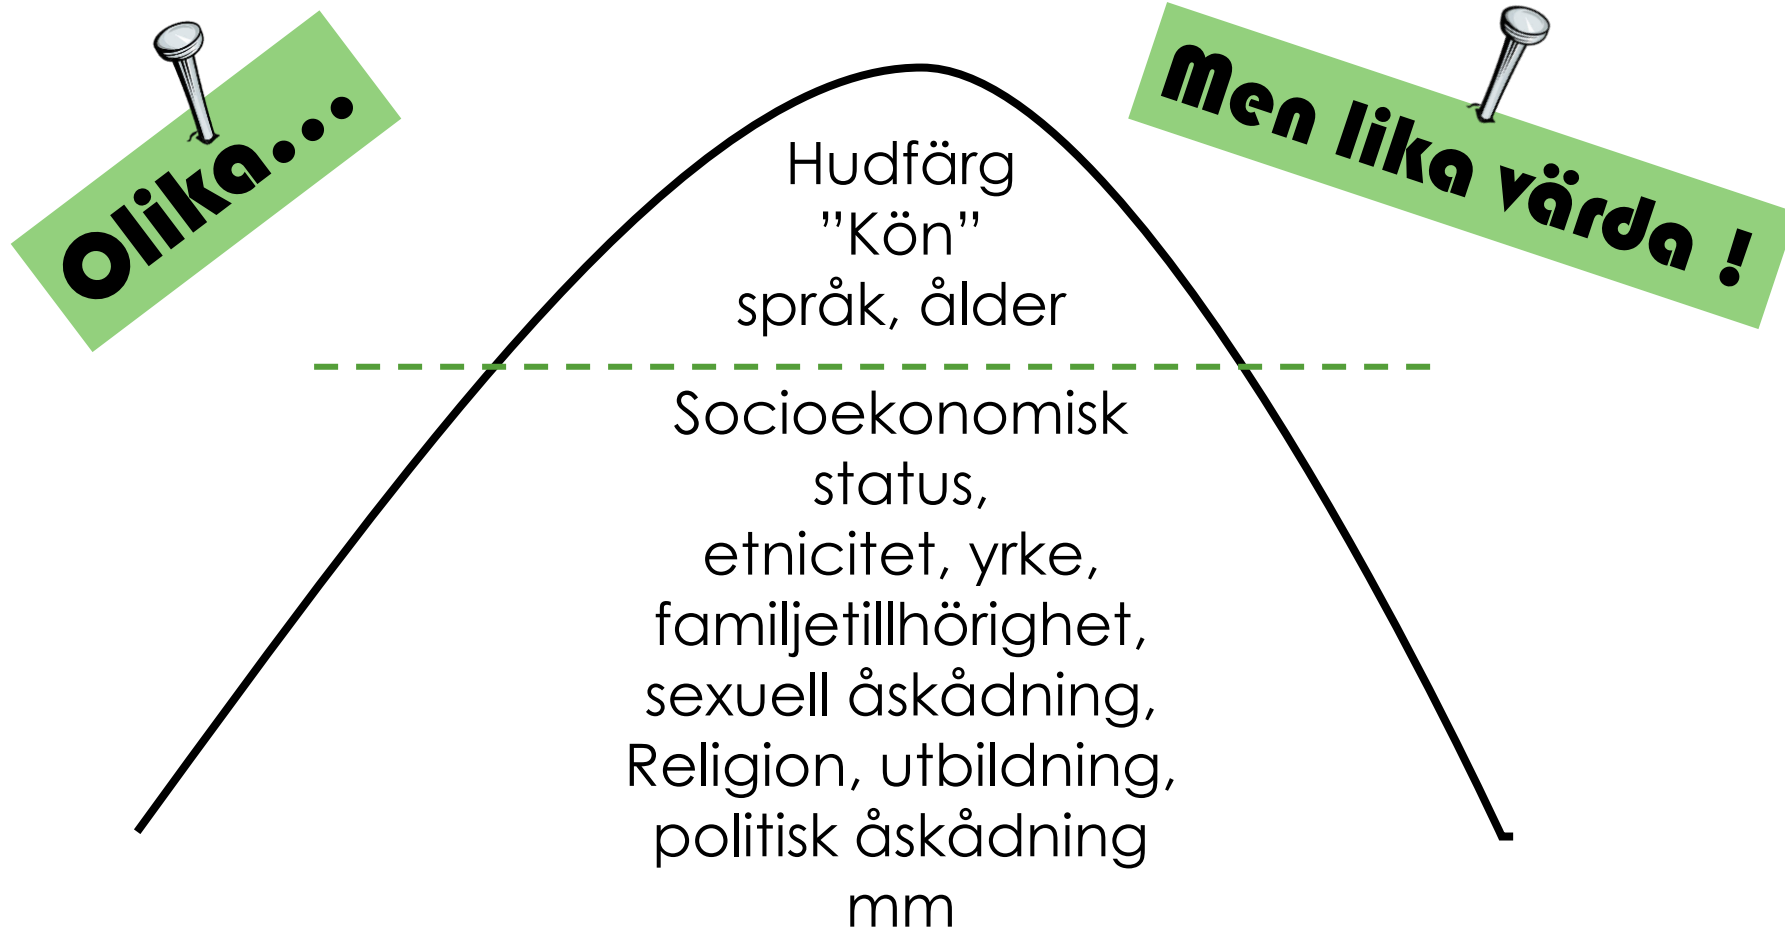 Olika...
Men lika värda !
Hudfärg
”Kön”
språk, ålder
Socioekonomisk
status,
etnicitet, yrke,
familjetillhörighet,
sexuell åskådning,
Religion, utbildning,
politisk åskådning
mm